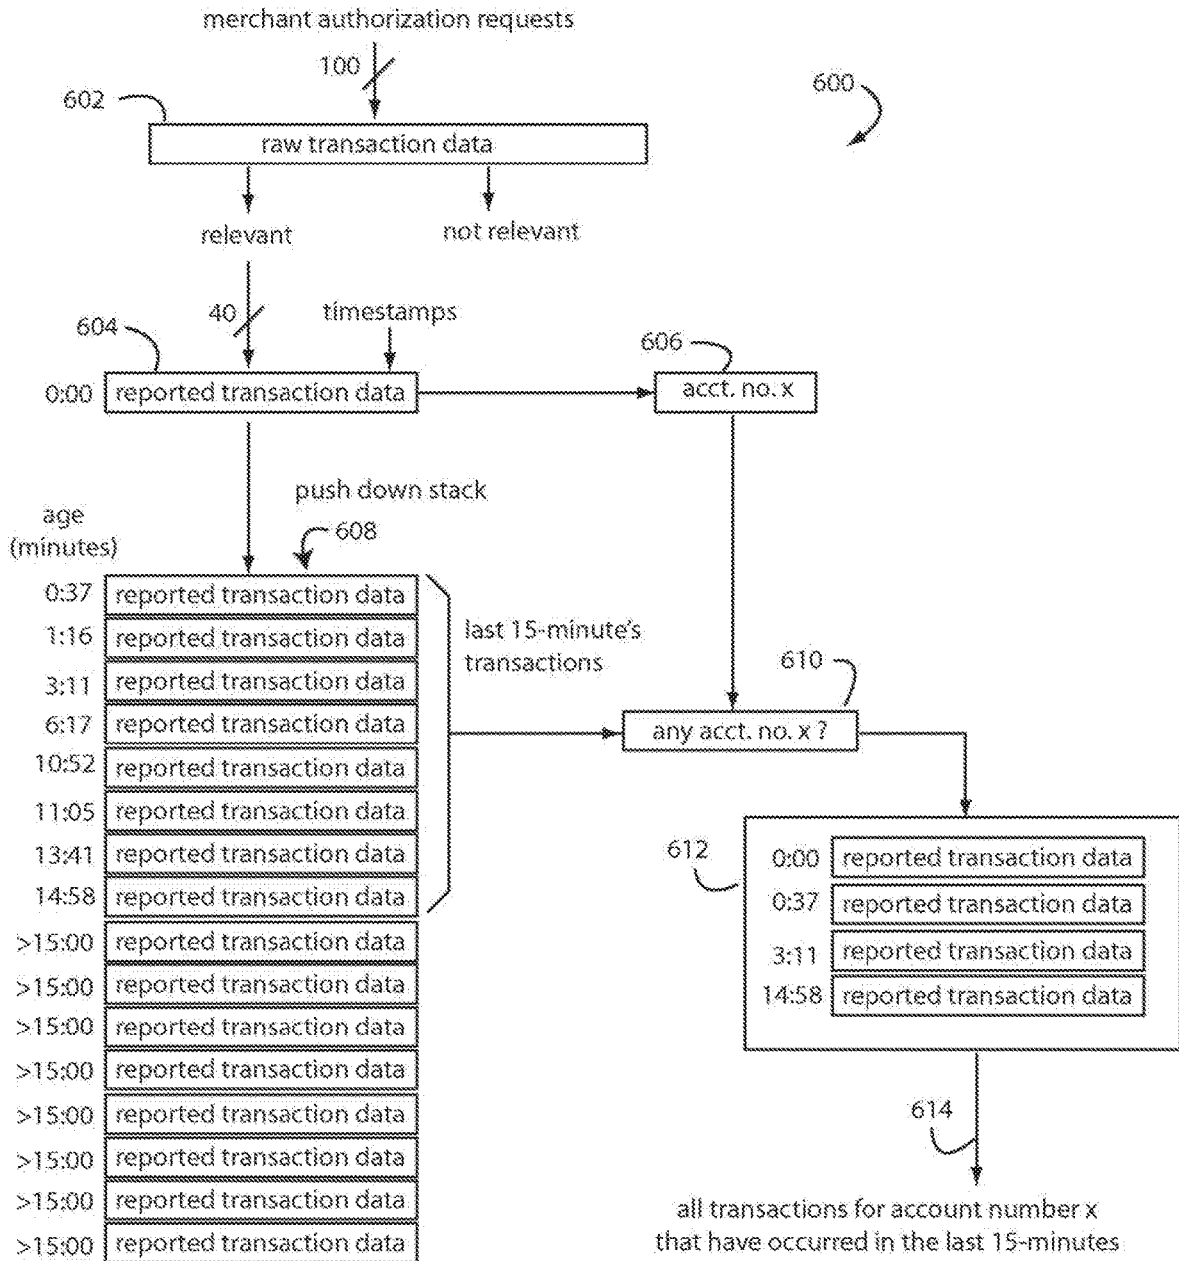 merchant authorization requests
100
602
600
raw transaction data
relevant
not relevant
40
timestamps
604
606
0:00 reported transaction data
acct. no. x
push down stack
age
(minutes)
608
0:37 reported transaction data
1:16 reported transaction data
last 15-minute's
transactions
3:11 reported transaction data
610
6:17 reported transaction data
any acct. no. x ?
10:52 reported transaction data
11:05 reported transaction data
13:41 reported transaction data
14:58 reported transaction data
612
0:00 reported transaction data
0:37 reported transaction data
3:11 reported transaction data
14:58 reported transaction data
>15:00 reported transaction data
>15:00 reported transaction data
>15:00 reported transaction data
>15:00 reported transaction data
>15:00 reported transaction data
>15:00 reported transaction data
>15:00 reported transaction data
>15:00 reported transaction data
614
all transactions for account number x
that have occurred in the last 15-minutes